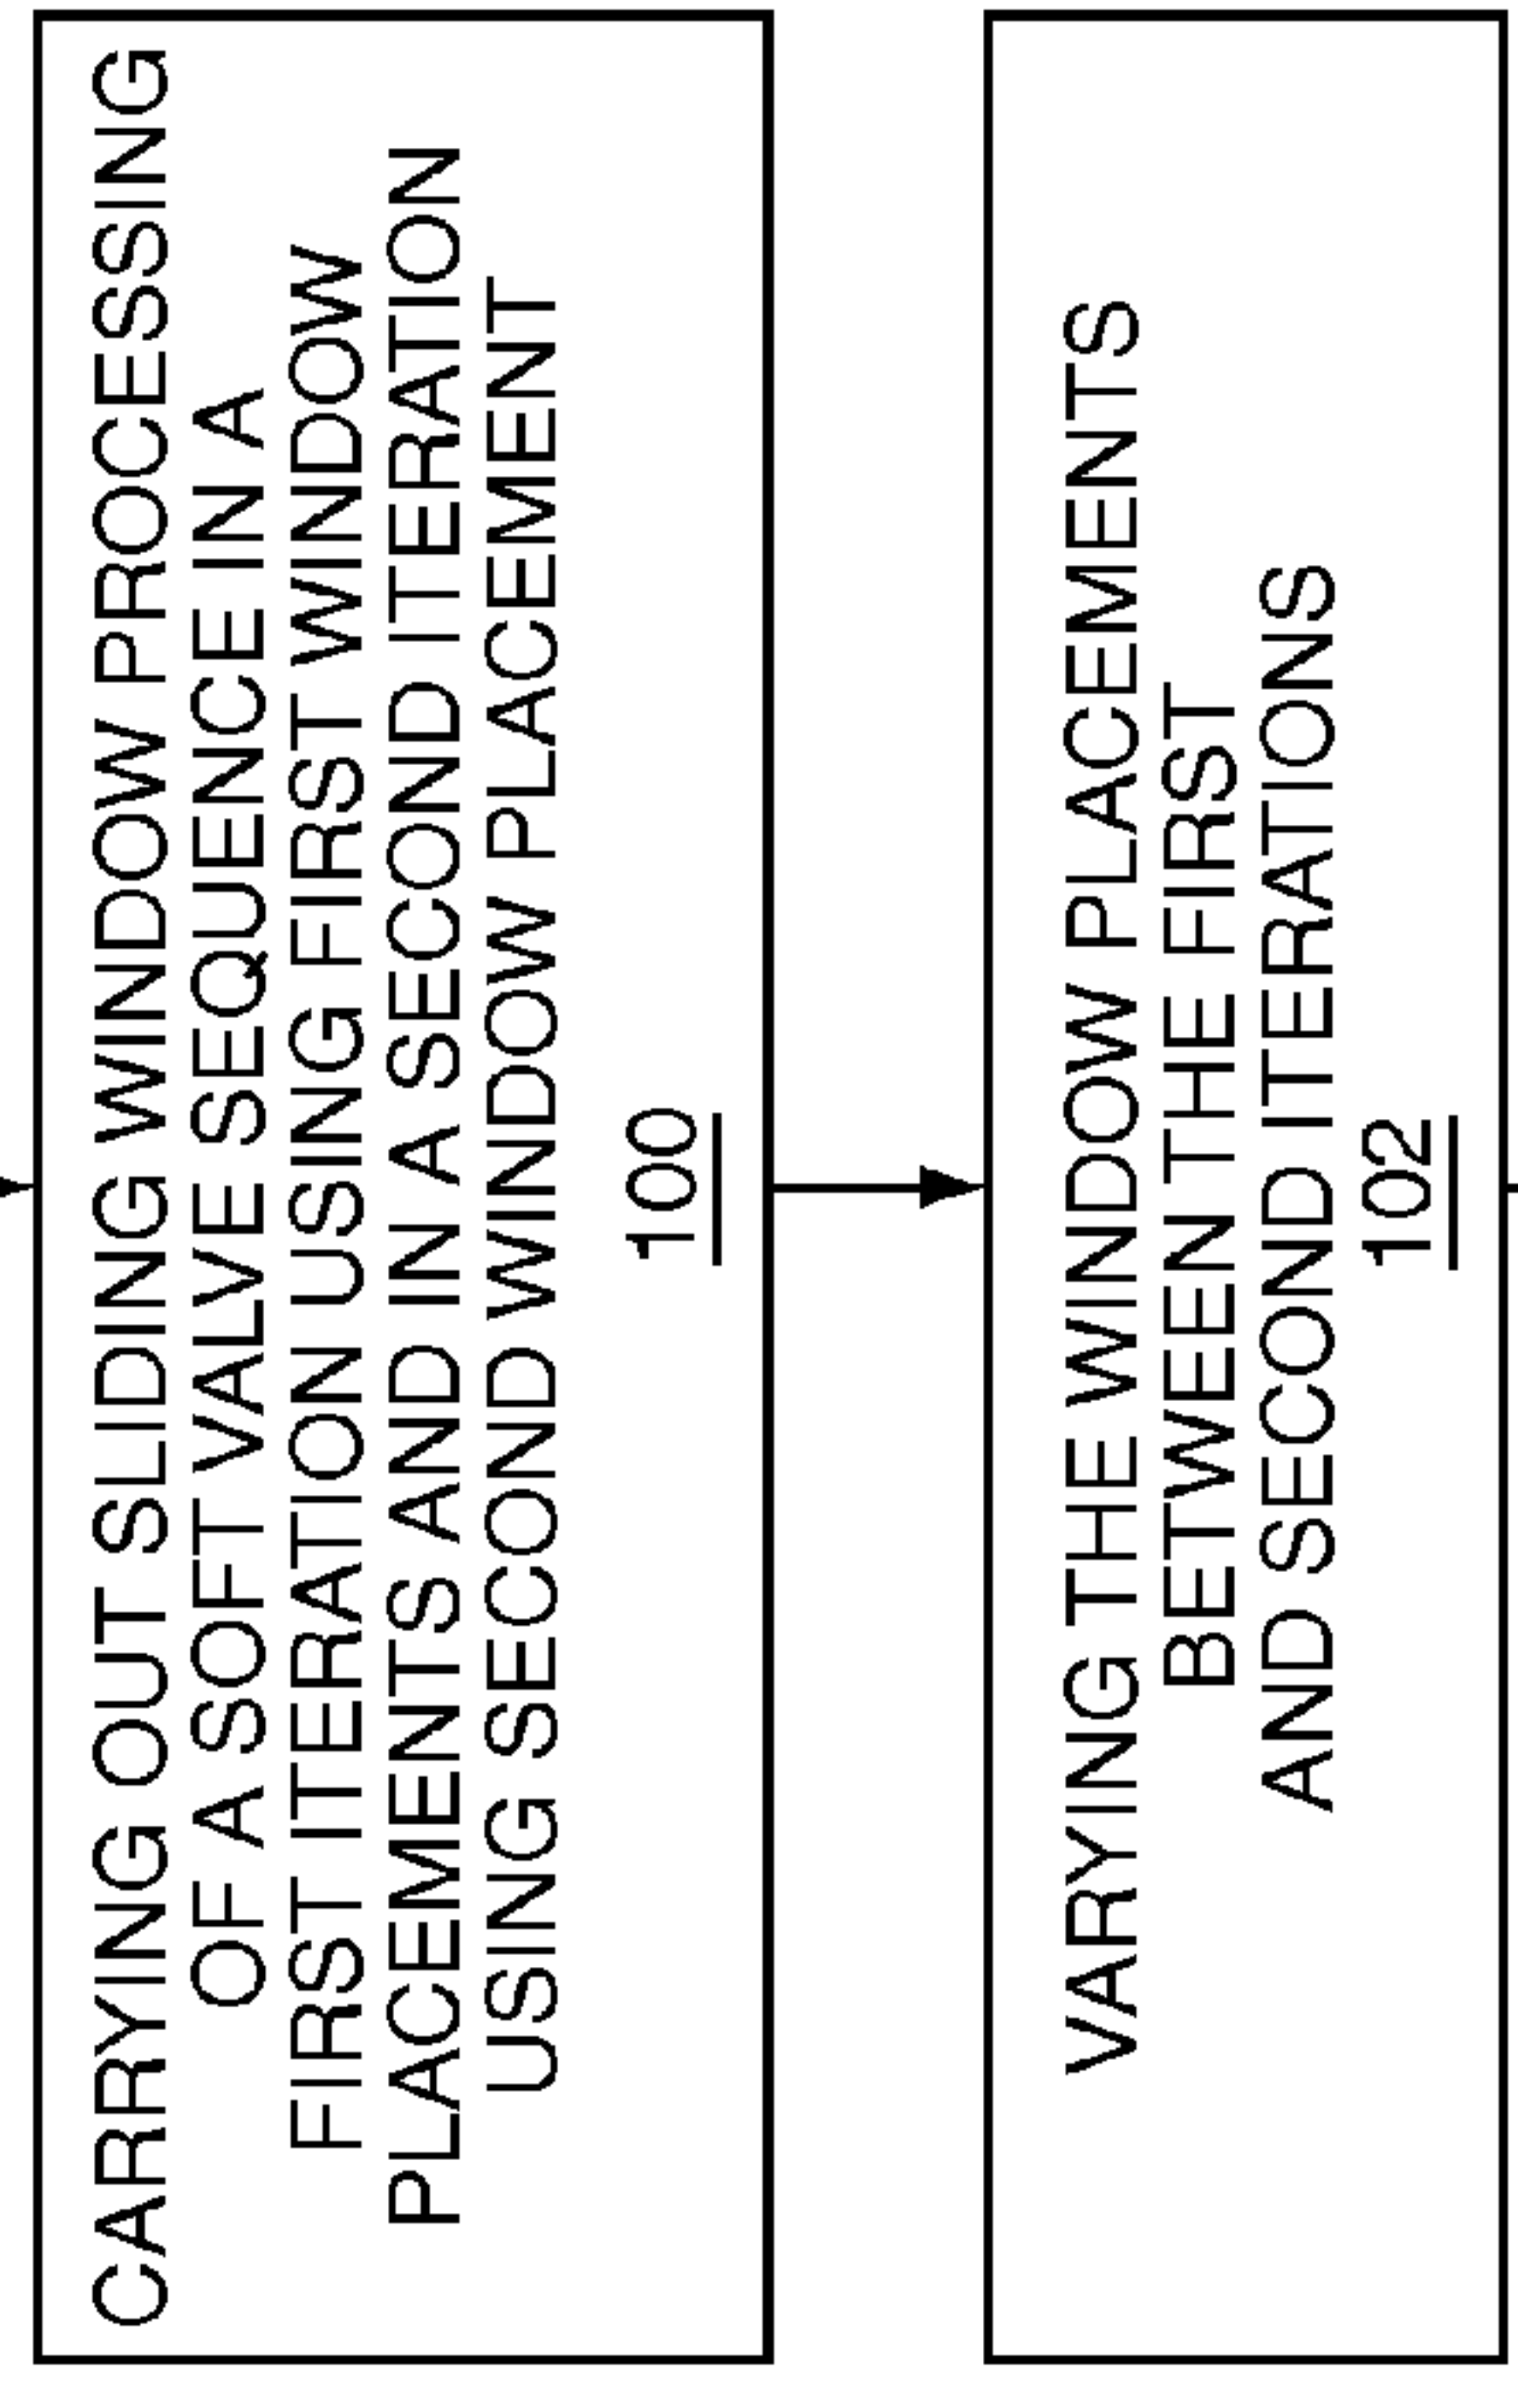 CARRYING OUT SLIDING WINDOW PROCESSING
OF A SOFT VALVE SEQUENCE IN A
FIRST ITERATION USING FIRST WINDOW
PLACEMENTS AND IN A SECOND ITERATION
USING SECOND WINDOW PLACEMENT
100
VARYING THE WINDOW PLACEMENTS
BETWEEN THE FIRST
AND SECOND ITERATIONS
102